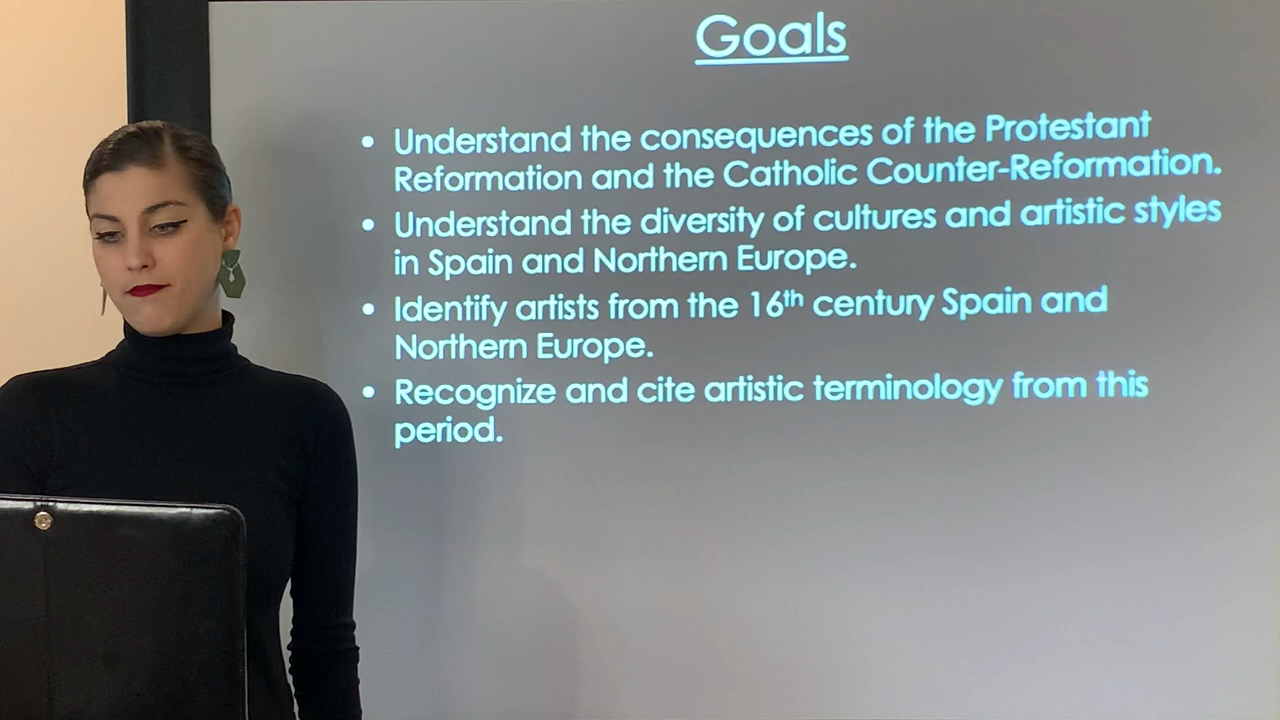 Goals
• Understand the consequences of the Protestant
Reformation and the Catholic Counter-Reformation.
• Understand the diversity of cultures and artistic styles
in Spain and Northern Europe.
• Identify artists from the 16th century Spain and
Northern Europe.
• Recognize and cite artistic terminology from this
period.